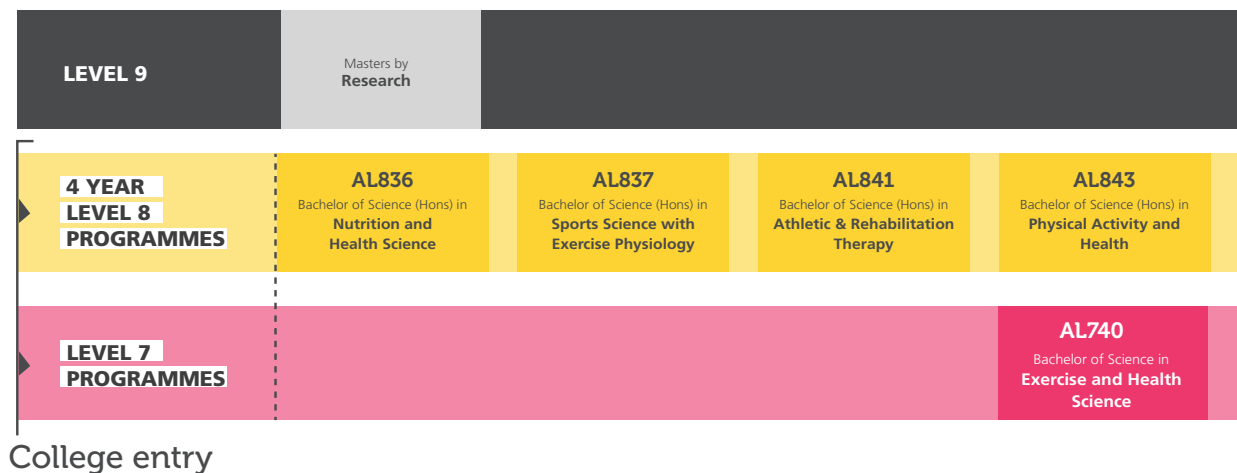 LEVEL 9
Masters by
Research
4 YEAR
LEVEL 8
PROGRAMMES
AL836
Bachelor of Science (Hons) in
Nutrition and
Health Science
AL837
Bachelor of Science (Hons) in
Sports Science with
Exercise Physiology
AL841
Bachelor of Science (Hons) in
Athletic & Rehabilitation
Therapy
AL843
Bachelor of Science (Hons) in
Physical Activity and
Health
LEVEL 7
PROGRAMMES
AL740
Bachelor of Science in
Exercise and Health
Science
College entry